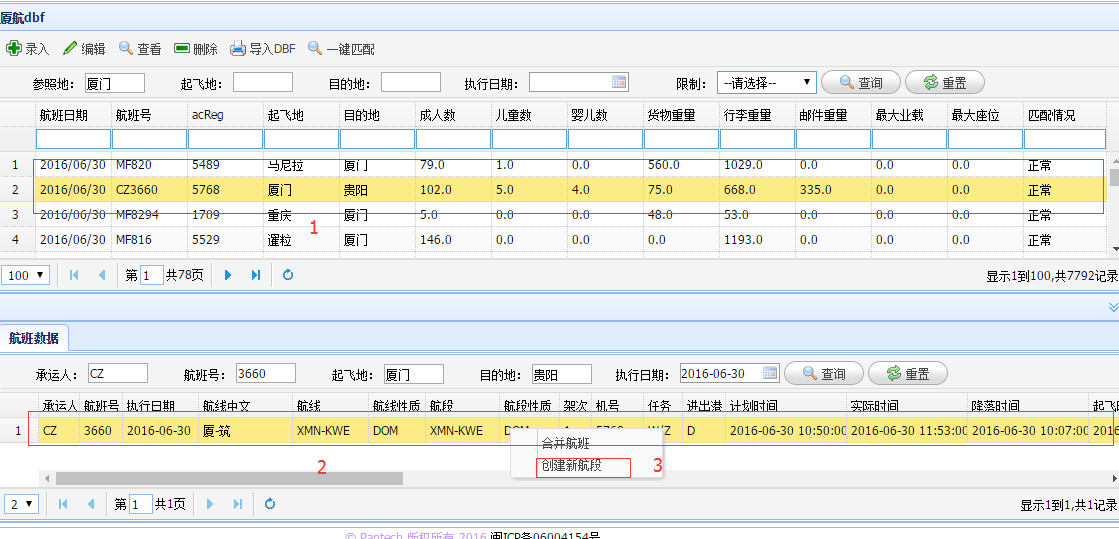 厦航dbf
录入 编辑 查看 删除 导入DBF 一键匹配
参照地： 厦门 起飞地： 目的地： 执行日期： 限制： --请选择-- 查询 重置
航班日期 航班号 acReg 起飞地 目的地 成人数 儿童数 婴儿数 货物重量 行李重量 邮件重量 最大业载 最大座位 匹配情况
1 2016/06/30 MF820 5489 马尼拉 厦门 79.0 1.0 0.0 560.0 1029.0 0.0 0.0 0.0 正常
2 2016/06/30 CZ3660 5768 厦门 贵阳 102.0 5.0 4.0 75.0 668.0 335.0 0.0 0.0 正常
3 2016/06/30 MF8294 1709 重庆 厦门 5.0 0.0 0.0 48.0 53.0 0.0 0.0 0.0 正常
1
4 2016/06/30 MF816 5529 暹粒 厦门 146.0 0.0 0.0 0.0 1193.0 0.0 0.0 0.0 正常
100 第 1 共78页 显示1到100,共7792记录
航班数据
承运人： CZ 航班号： 3660 起飞地： 厦门 目的地： 贵阳 执行日期： 2016-06-30 查询 重置
承运人 航班号 执行日期 航线中文 航线 航线性质 航段 航段性质 架次 机号 任务 进出港 计划时间 实际时间 降落时间 起飞
1 CZ 3660 2016-06-30 厦-筑 XMN-KWE DOM XMN-KWE DOM 1 5768 W/Z D 2016-06-30 10:50:00 2016-06-30 11:53:00 2016-06-30 10:07:00 2016
合并航班
2 创建新航段 3
2 第 1 共1页 显示1到1,共1记录
© Pantech 版权所有 2016 闽ICP备06004154号